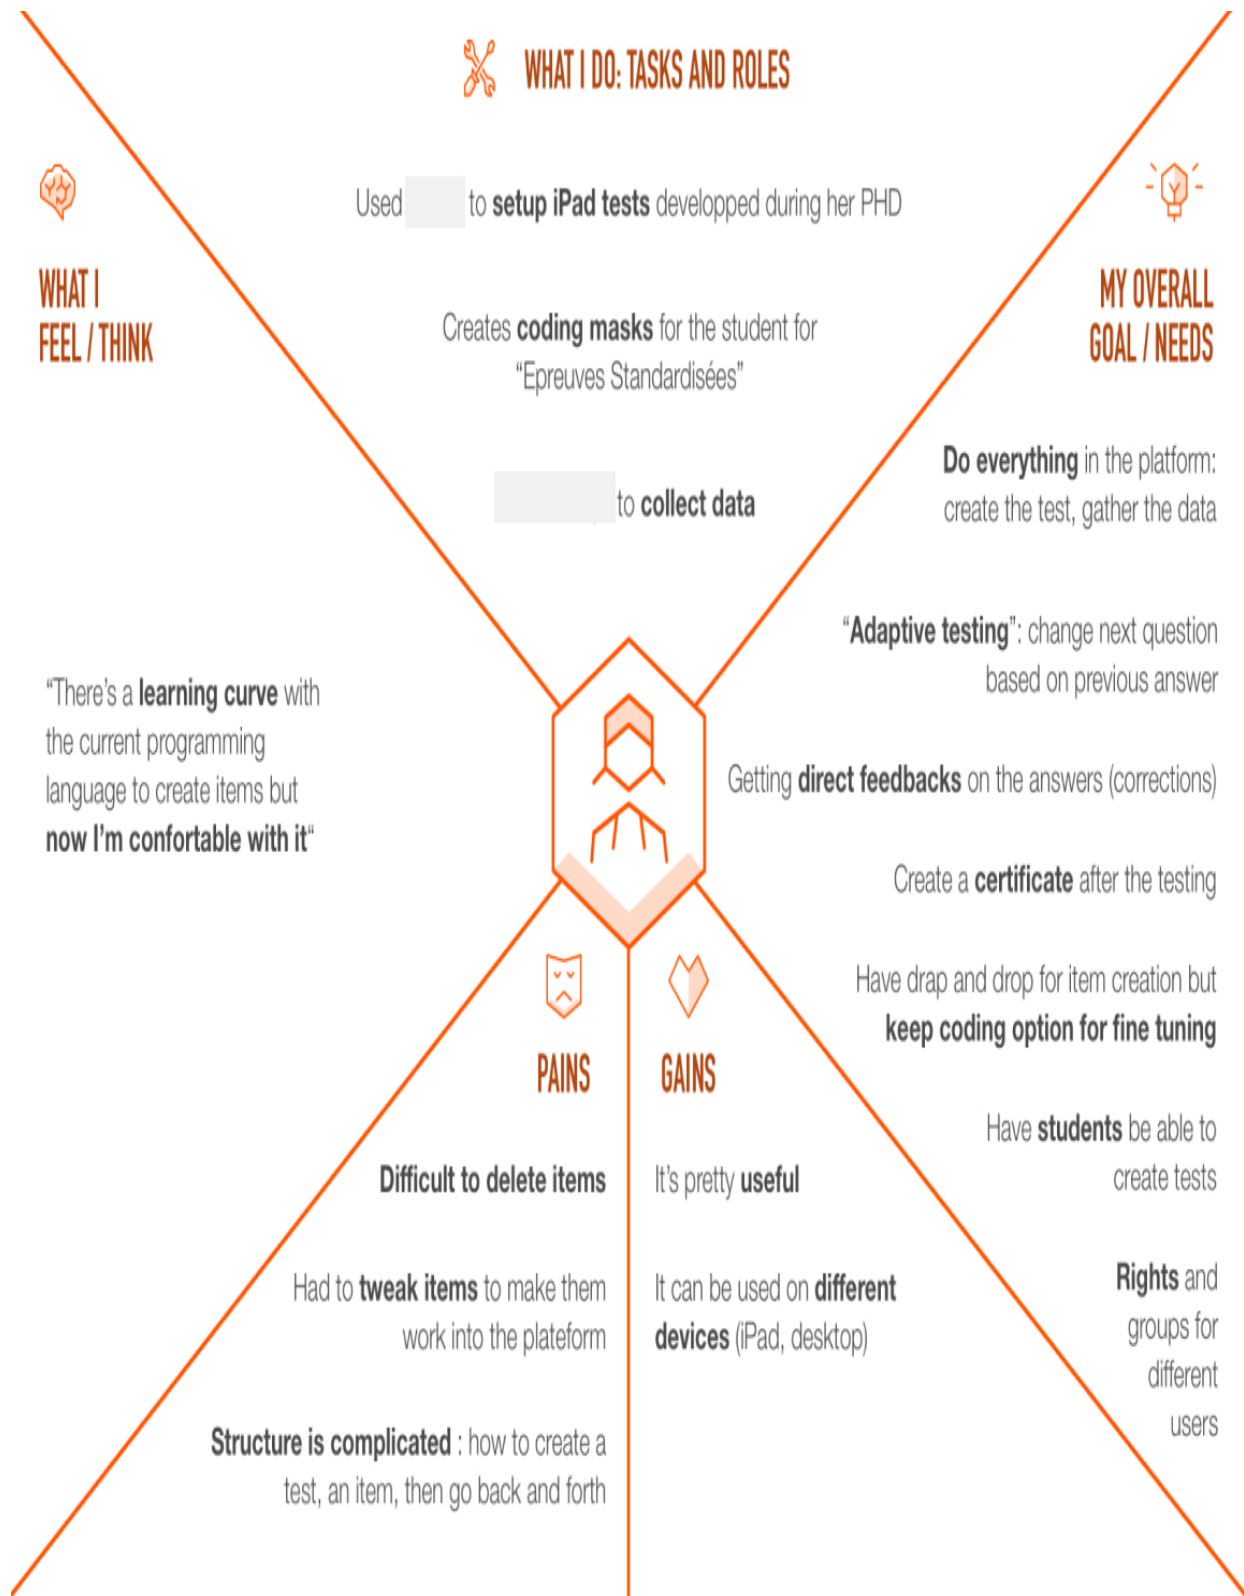 WHAT I DO: TASKS AND ROLES
Used to setup iPad tests developped during her PHD
Creates coding masks for the student for
“Epreuves Standardisées”
to collect data
WHAT I
FEEL / THINK
“There’s a learning curve with
the current programming
language to create items but
now I’m confortable with it“
MY OVERALL
GOAL / NEEDS
Do everything in the platform:
create the test, gather the data
“Adaptive testing”: change next question
based on previous answer
Getting direct feedbacks on the answers (corrections)
Create a certificate after the testing
Have drap and drop for item creation but
keep coding option for fine tuning
Have students be able to
create tests
Rights and
groups for
different
users
PAINS
Difficult to delete items
Had to tweak items to make them
work into the plateform
Structure is complicated : how to create a
test, an item, then go back and forth
GAINS
It’s pretty useful
It can be used on different
devices (iPad, desktop)